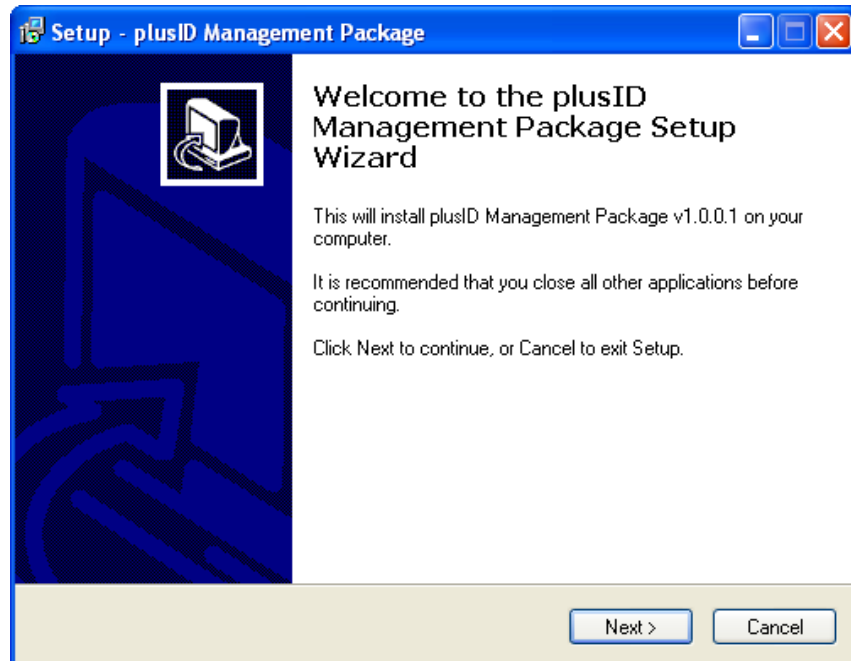 Setup - plusID Management Package
Welcome to the plusID
Management Package Setup
Wizard
This will install plusID Management Package v1.0.0.1 on your
computer.
It is recommended that you close all other applications before
continuing.
Click Next to continue, or Cancel to exit Setup.
Next >
Cancel